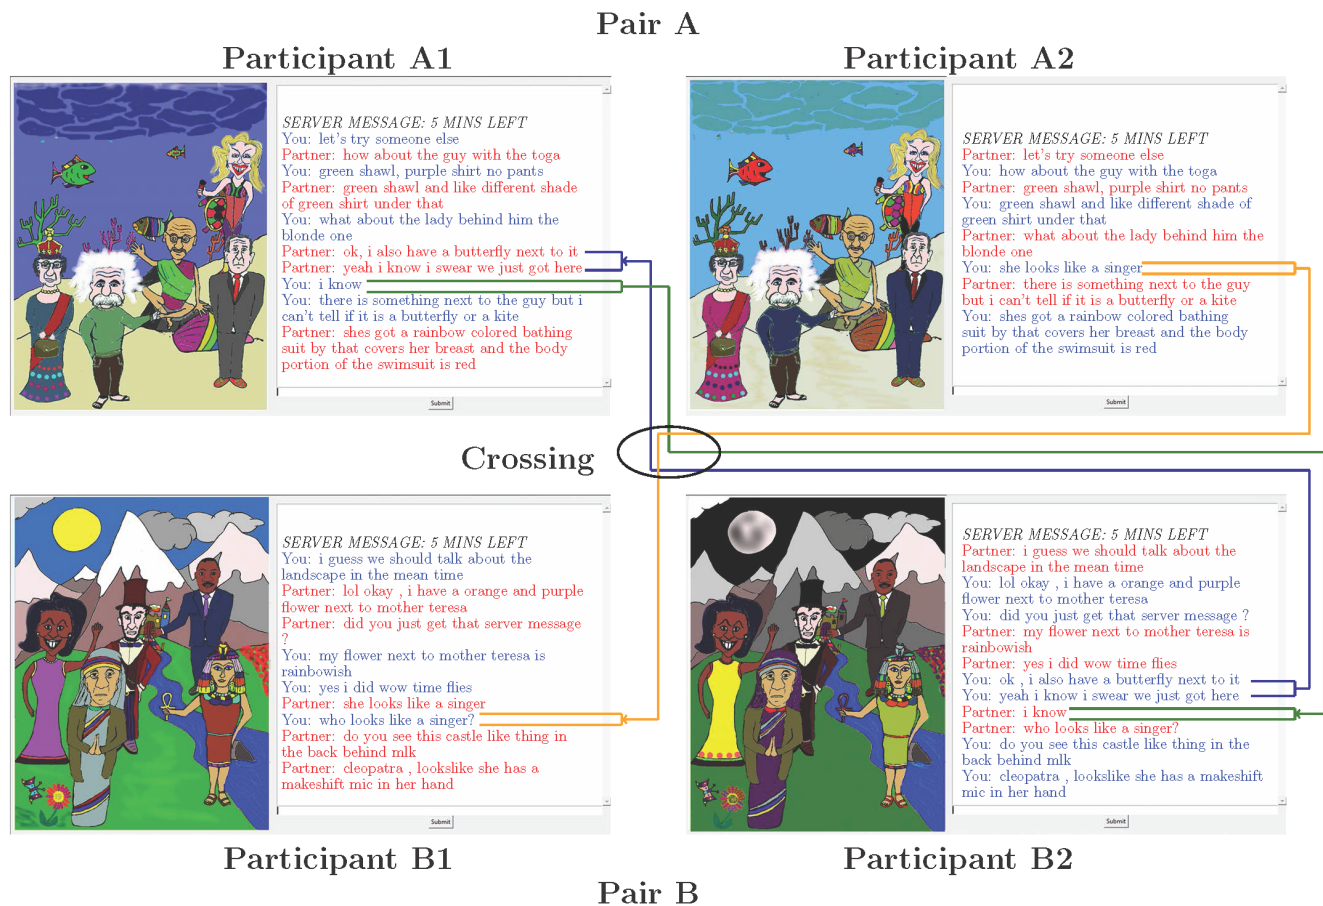 Pair A
Participant A1
SERVER MESSAGE: 5 MINS LEFT
You: let's try someone else
Partner: how about the guy with the toga
You: green shawl, purple shirt no pants
Partner: green shawl and like different shade
of green shirt under that
You: what about the lady behind him the
blonde one
Partner: ok, i also have a butterfly next to it
Partner: yeah i know i swear we just got here
You: i know
You: there is something next to the guy but i
can't tell if it is a butterfly or a kite
Partner: shes got a rainbow colored bathing
suit by that covers her breast and the body
portion of the swimsuit is red
Submit
Participant A2
SERVER MESSAGE: 5 MINS LEFT
Partner: let's try someone else
You: how about the guy with the toga
Partner: green shawl, purple shirt no pants
You: green shawl and like different shade of
green shirt under that
Partner: what about the lady behind him the
blonde one
You: she looks like a singer
Partner: there is something next to the guy
but i can't tell if it is a butterfly or a kite
You: shes got a rainbow colored bathing
suit by that covers her breast and the body
portion of the swimsuit is red
Submit
Crossing
SERVER MESSAGE: 5 MINS LEFT
You: i guess we should talk about the
landscape in the mean time
Partner: lol okay , i have a orange and purple
flower next to mother teresa
Partner: did you just get that server message
?
You: my flower next to mother teresa is
rainbowish
You: yes i did wow time flies
Partner: she looks like a singer
You: who looks like a singer?
Partner: do you see this castle like thing in
the back behind mlk
Partner: cleopatra , lookslike she has a
makeshift mic in her hand
Submit
Participant B1
SERVER MESSAGE: 5 MINS LEFT
Partner: i guess we should talk about the
landscape in the mean time
You: lol okay , i have a orange and purple
flower next to mother teresa
You: did you just get that server message ?
Partner: my flower next to mother teresa is
rainbowish
Partner: yes i did wow time flies
You: ok , i also have a butterfly next to it
You: yeah i know i swear we just got here
Partner: i know
Partner: who looks like a singer?
You: do you see this castle like thing in the
back behind mlk
You: cleopatra , lookslike she has a makeshift
mic in her hand
Submit
Participant B2
Pair B